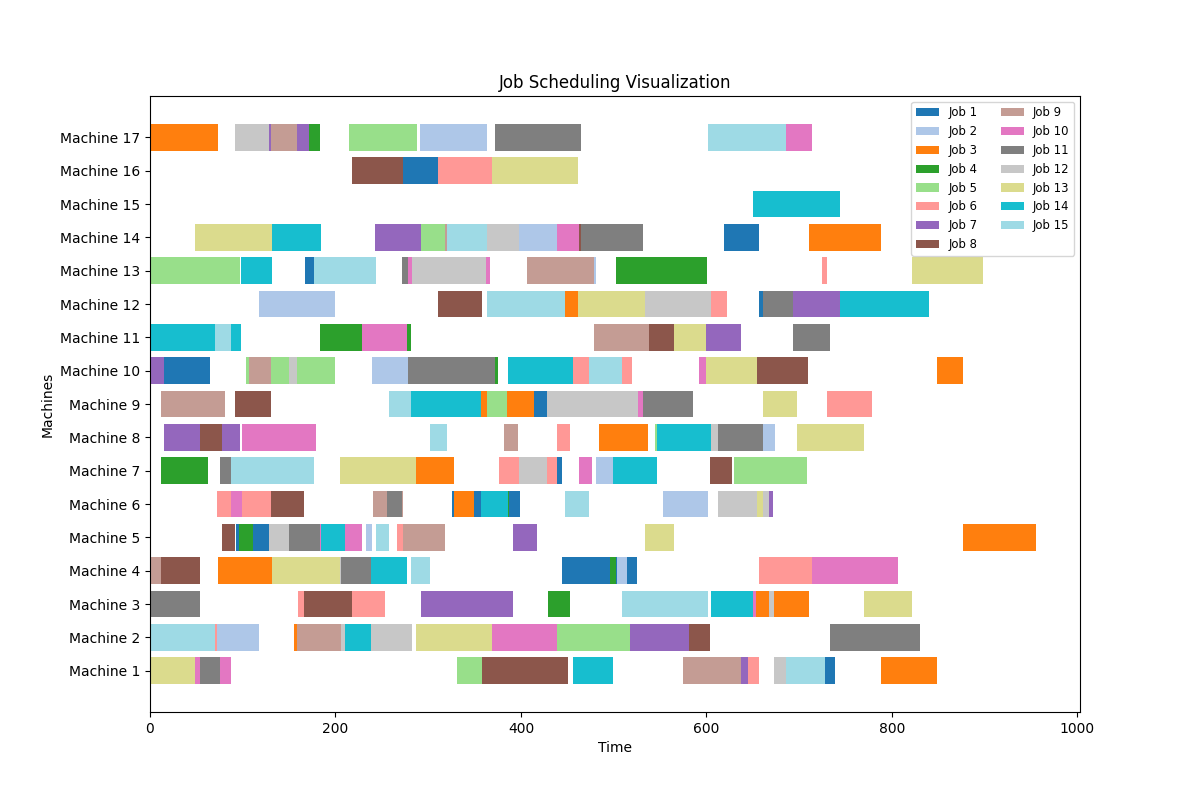 Job Scheduling Visualization
Machine 17
Machine 16
Machine 15
Machine 14
Machine 13
Machine 12
Machine 11
Machine 10
Machine 9
Machine 8
Machine 7
Machine 6
Machine 5
Machine 4
Machine 3
Machine 2
Machine 1
Machines
0
200
400
600
800
1000
Time
Job 1
Job 2
Job 3
Job 4
Job 5
Job 6
Job 7
Job 8
Job 9
Job 10
Job 11
Job 12
Job 13
Job 14
Job 15